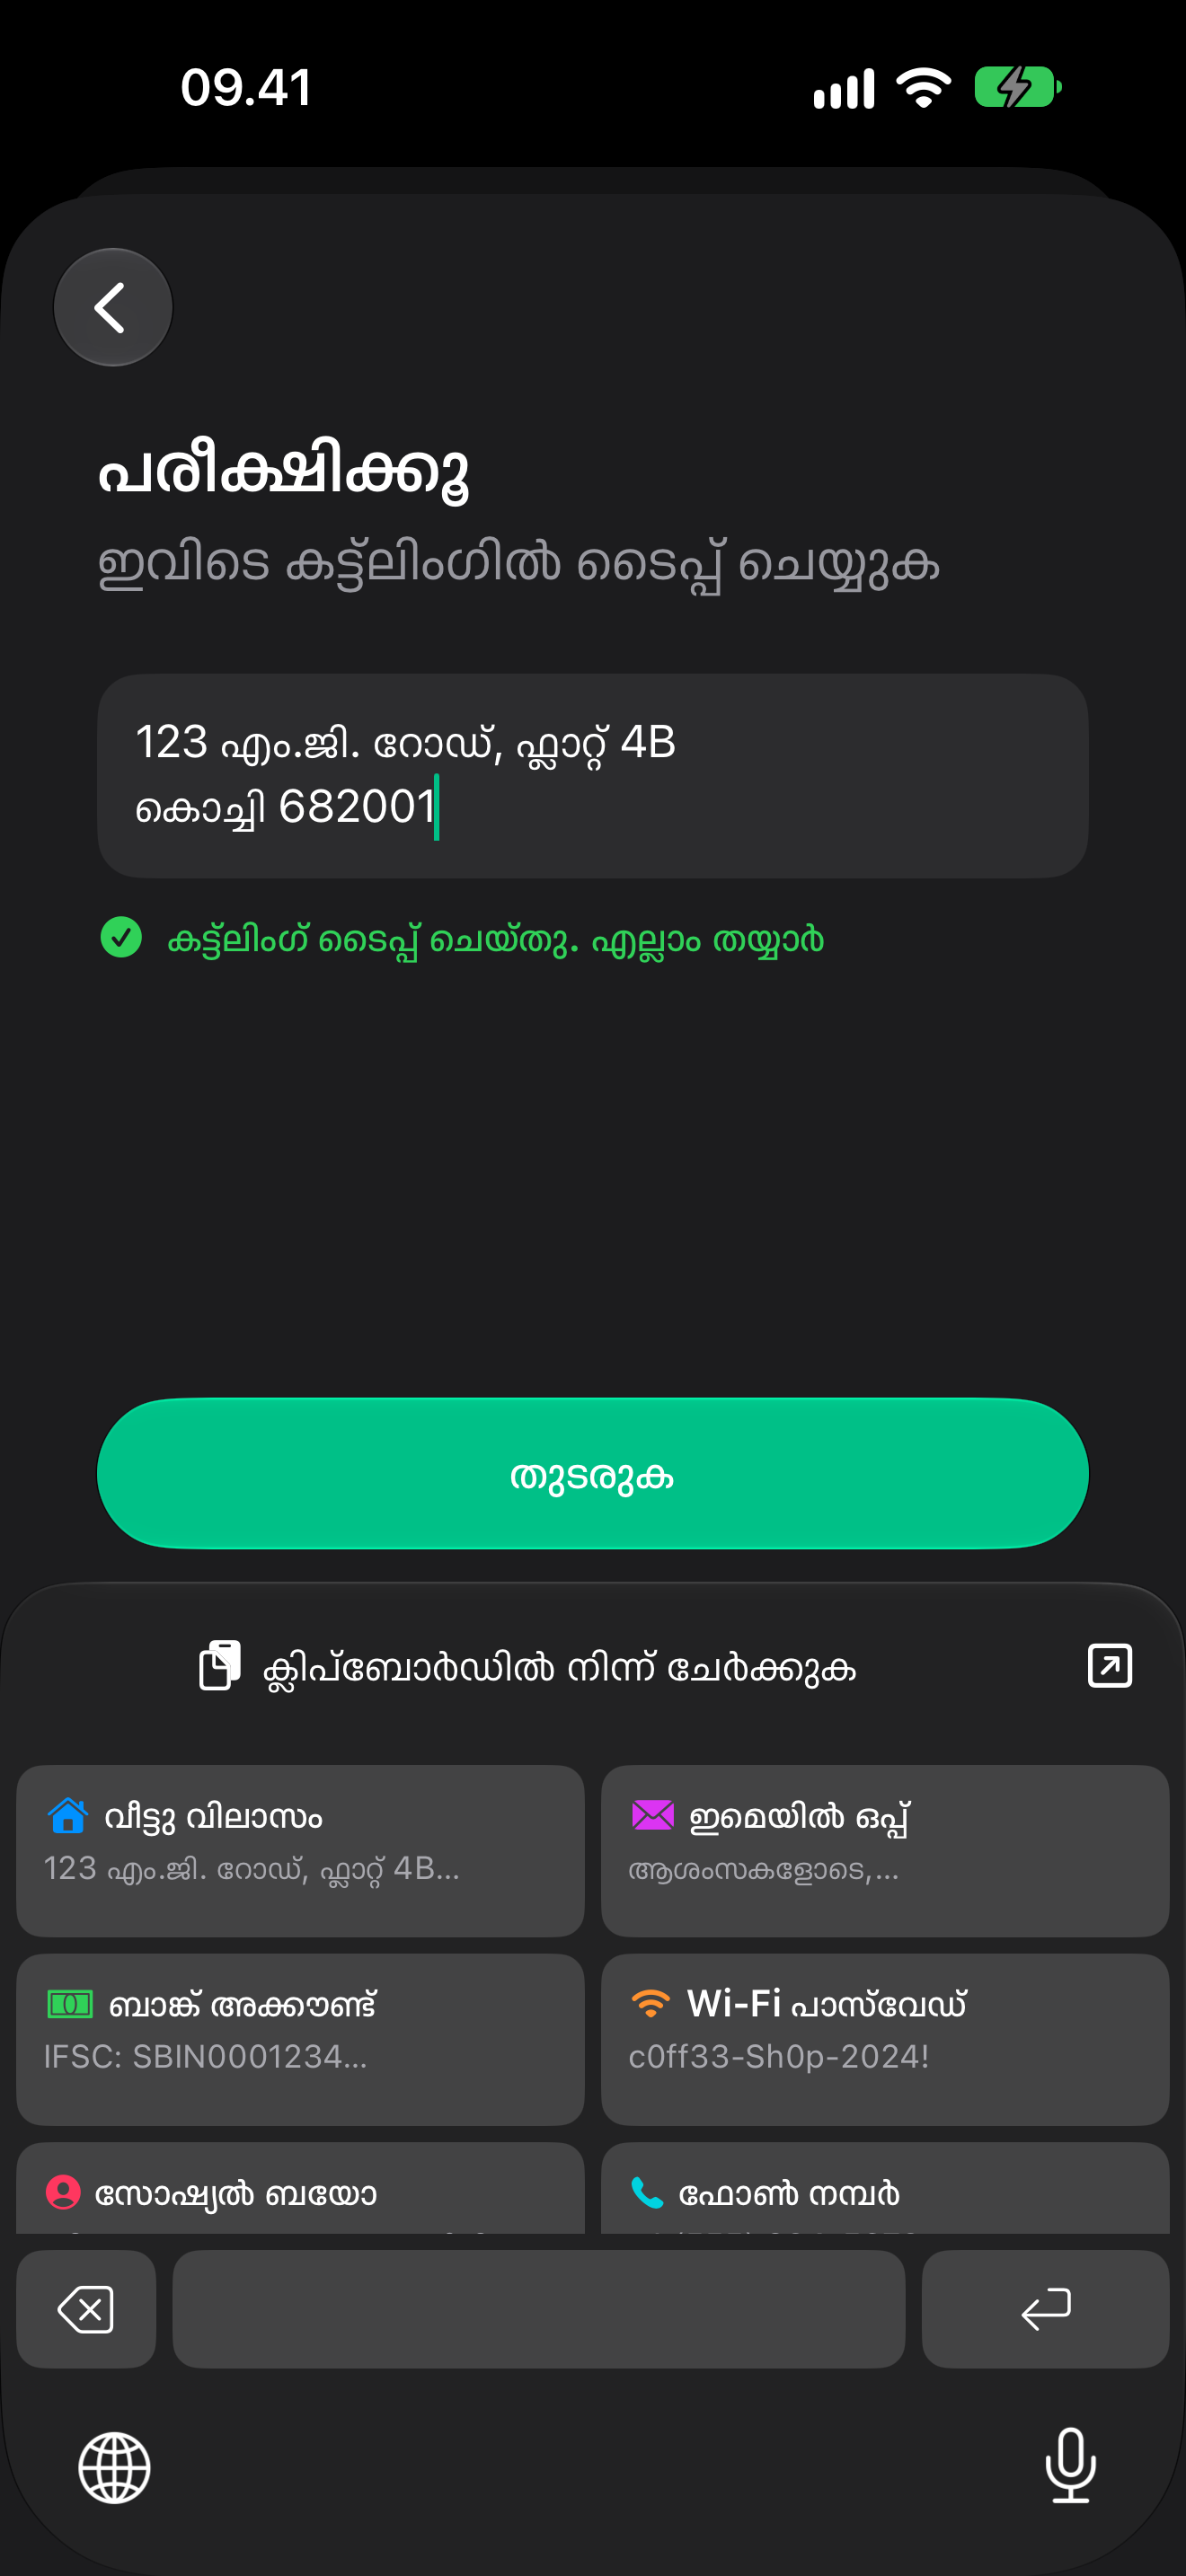 09.41
പരീക്ഷിക്കൂ
ഇവിടെ കട്ട്ലിംഗിൽ ടൈപ്പ് ചെയ്യുക
123 എം.ജി. റോഡ്, ഫ്ലാറ്റ് 4B
കൊച്ചി 682001
കട്ട്ലിംഗ് ടൈപ്പ് ചെയ്തു. എല്ലാം തയ്യാർ
തുടരുക
ക്ലിപ്ബോർഡിൽ നിന്ന് ചേർക്കുക
വീട്ടു വിലാസം
123 എം.ജി. റോഡ്, ഫ്ലാറ്റ് 4B...
ഇമെയിൽ ഒപ്പ്
ആശംസകളോടെ,...
ബാങ്ക് അക്കൗണ്ട്
IFSC: SBIN0001234...
Wi-Fi പാസ്‌വേഡ്
c0ff33-Sh0p-2024!
സോഷ്യൽ ബയോ
ഫോൺ നമ്പർ